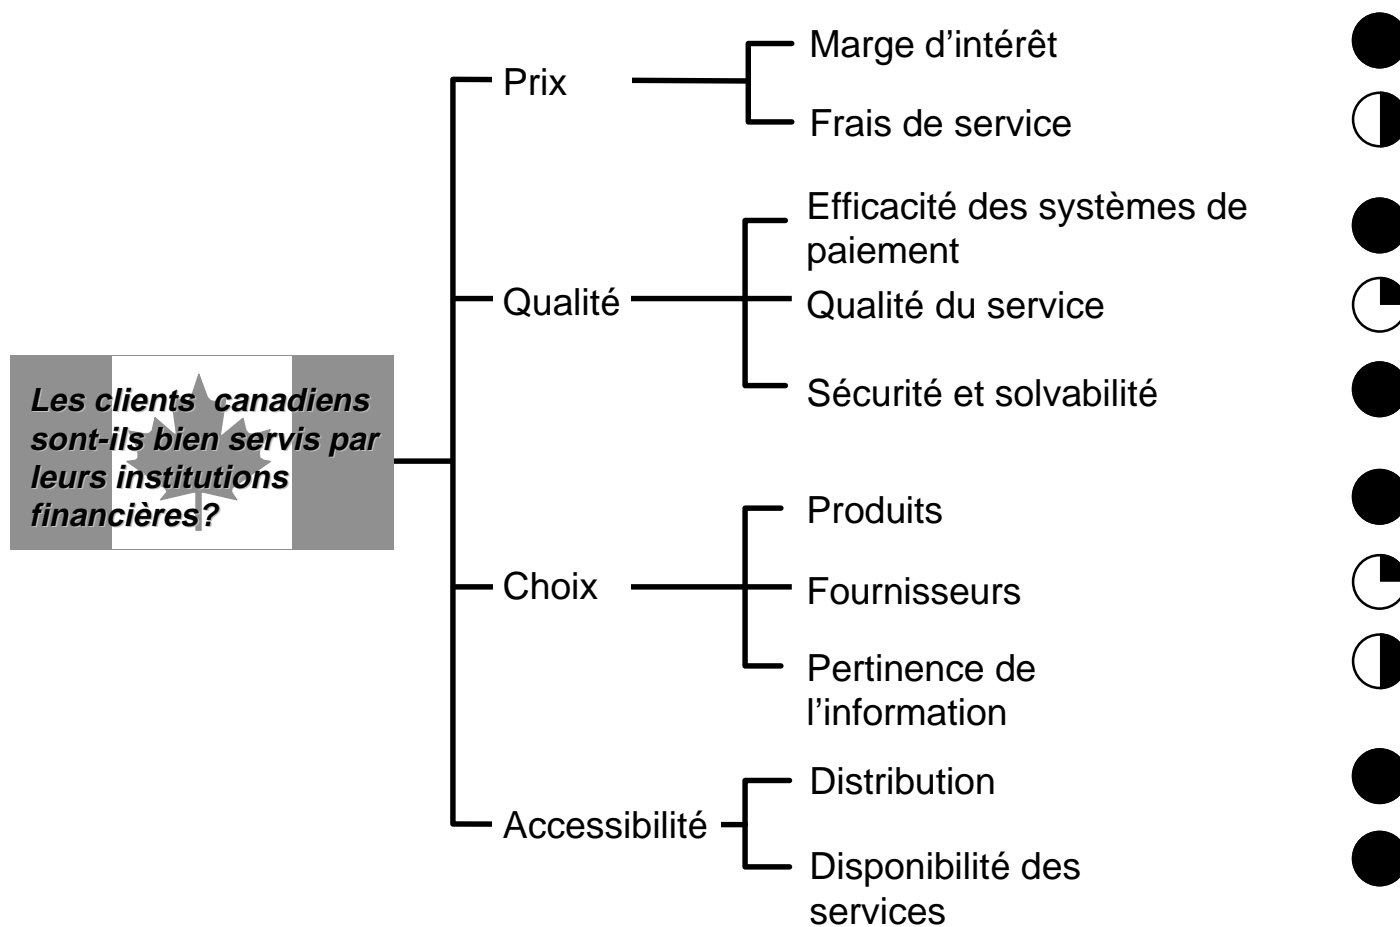 Les clients canadiens
sont-ils bien servis par
leurs institutions
financières?
Prix
Marge d’intérêt
Frais de service
Qualité
Efficacité des systèmes de
paiement
Qualité du service
Sécurité et solvabilité
Choix
Produits
Fournisseurs
Pertinence de
l’information
Accessibilité
Distribution
Disponibilité des
services